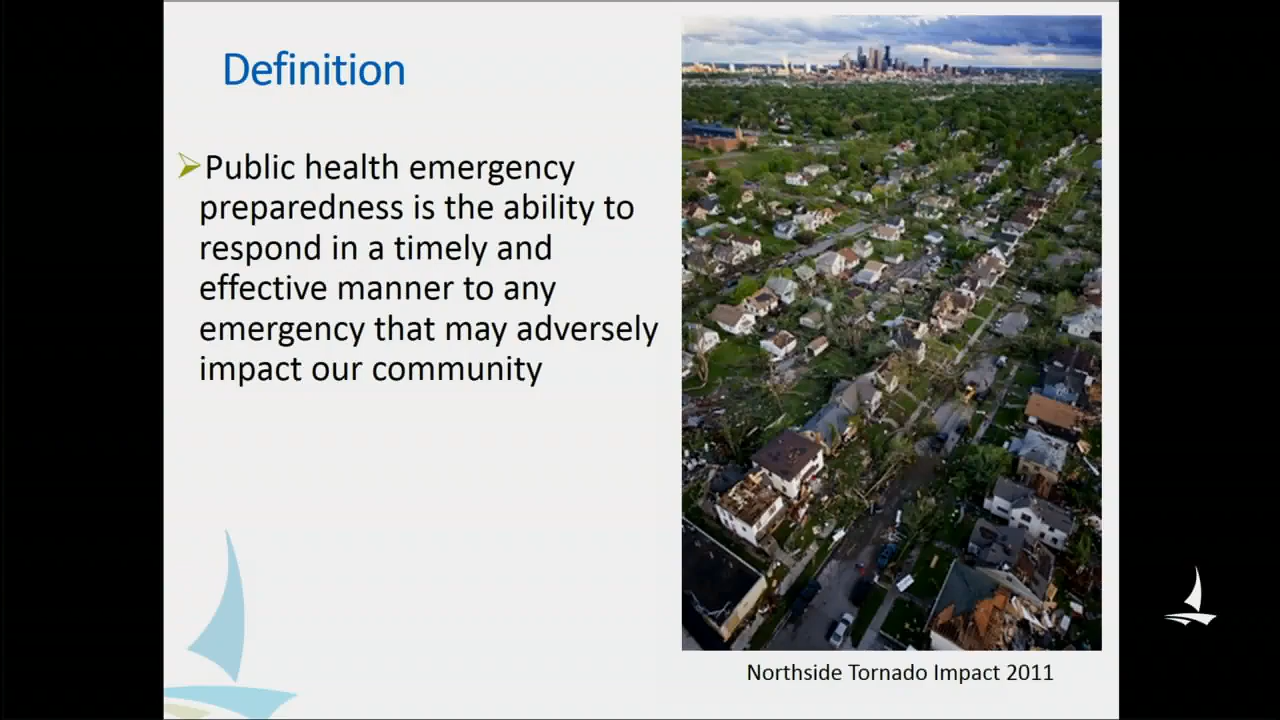 Definition
Public health emergency
preparedness is the ability to
respond in a timely and
effective manner to any
emergency that may adversely
impact our community
Northside Tornado Impact 2011